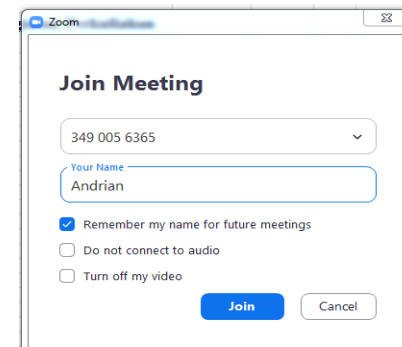 Zoom
Join Meeting
349 005 6365
Your Name
Andrian
Remember my name for future meetings
Do not connect to audio
Turn off my video
Join Cancel